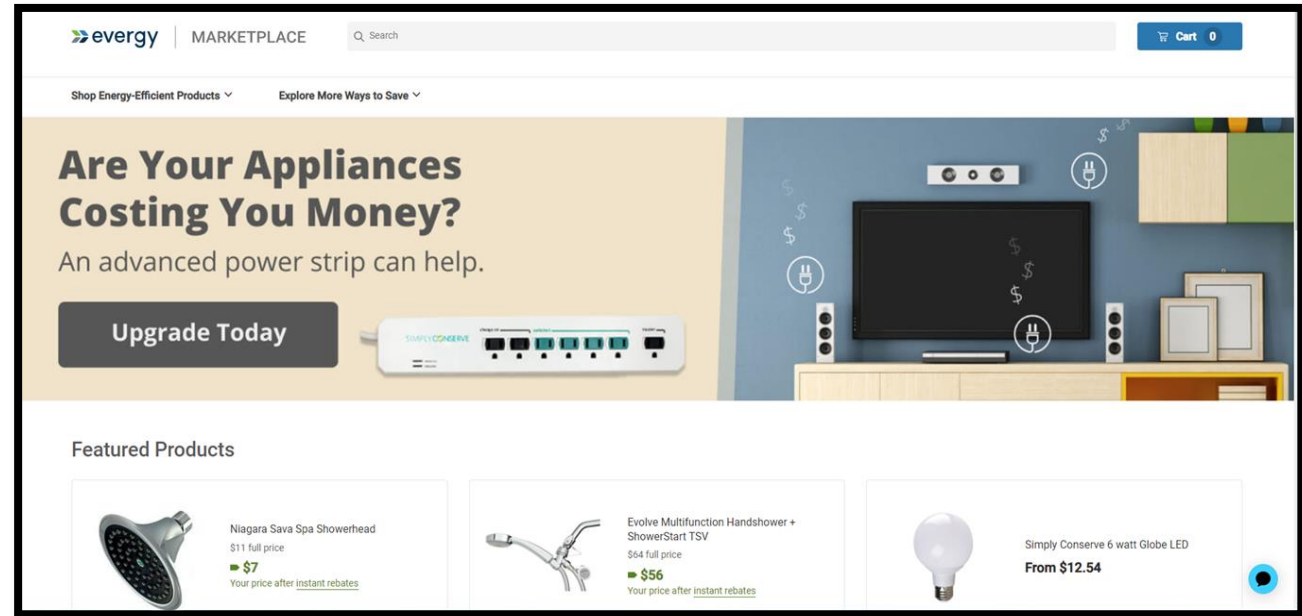 evergy MARKETPLACE Search Cart 0
Shop Energy-Efficient Products Explore More Ways to Save
Are Your Appliances
Costing You Money?
An advanced power strip can help.
Upgrade Today
SIMPLY CONSERVE
Featured Products
Niagara Sava Spa Showerhead
$11 full price
$7
Your price after instant rebates
Evolve Multifunction Handshower +
ShowerStart TSV
$64 full price
$56
Your price after instant rebates
Simply Conserve 6 watt Globe LED
From $12.54